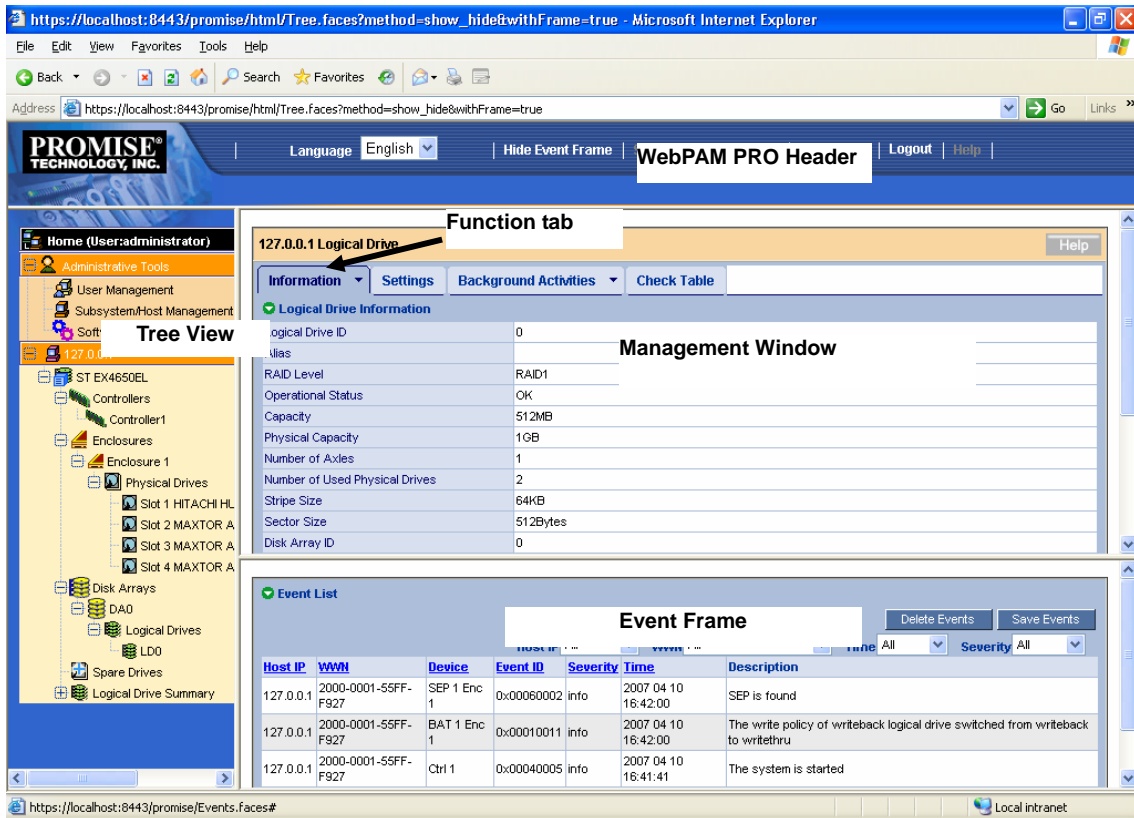 https://localhost:8443/promise/html/Tree.faces?method=show_hide&withFrame=true - Microsoft Internet Explorer
File Edit View Favorites Tools Help
Back Search Favorites
Address https://localhost:8443/promise/html/Tree.faces?method=show_hide&withFrame=true Go Links »
PROMISE®
TECHNOLOGY, INC.
Language English | Hide Event Frame | WebPAM PRO Header | Logout | Help |
Function tab
Home (User:administrator)
Administrative Tools
User Management
Subsystem/Host Management
Tree View
127.0.0.1
ST EX4650EL
Controllers
Controller1
Enclosures
Enclosure 1
Physical Drives
Slot 1 HITACHI HL
Slot 2 MAXTOR A
Slot 3 MAXTOR A
Slot 4 MAXTOR A
Disk Arrays
DA0
Logical Drives
LD0
Spare Drives
Logical Drive Summary
127.0.0.1 Logical Drive Help
Information Settings Background Activities Check Table
Logical Drive Information
Logical Drive ID 0
Alias
Management Window
RAID Level RAID1
Operational Status OK
Capacity 512MB
Physical Capacity 1GB
Number of Axles 1
Number of Used Physical Drives 2
Stripe Size 64KB
Sector Size 512Bytes
Disk Array ID 0
Event List
Event Frame
Delete Events Save Events
Host IP WWN Time All Severity All
Host IP WWN Device Event ID Severity Time Description
127.0.0.1 2000-0001-55FF-F927 SEP 1 Enc 1 0x00060002 info 2007 04 10 16:42:00 SEP is found
127.0.0.1 2000-0001-55FF-F927 BAT 1 Enc 1 0x00010011 info 2007 04 10 16:42:00 The write policy of writeback logical drive switched from writeback to writethru
127.0.0.1 2000-0001-55FF-F927 Ctrl 1 0x00040005 info 2007 04 10 16:41:41 The system is started
https://localhost:8443/promise/Events.faces# Local intranet